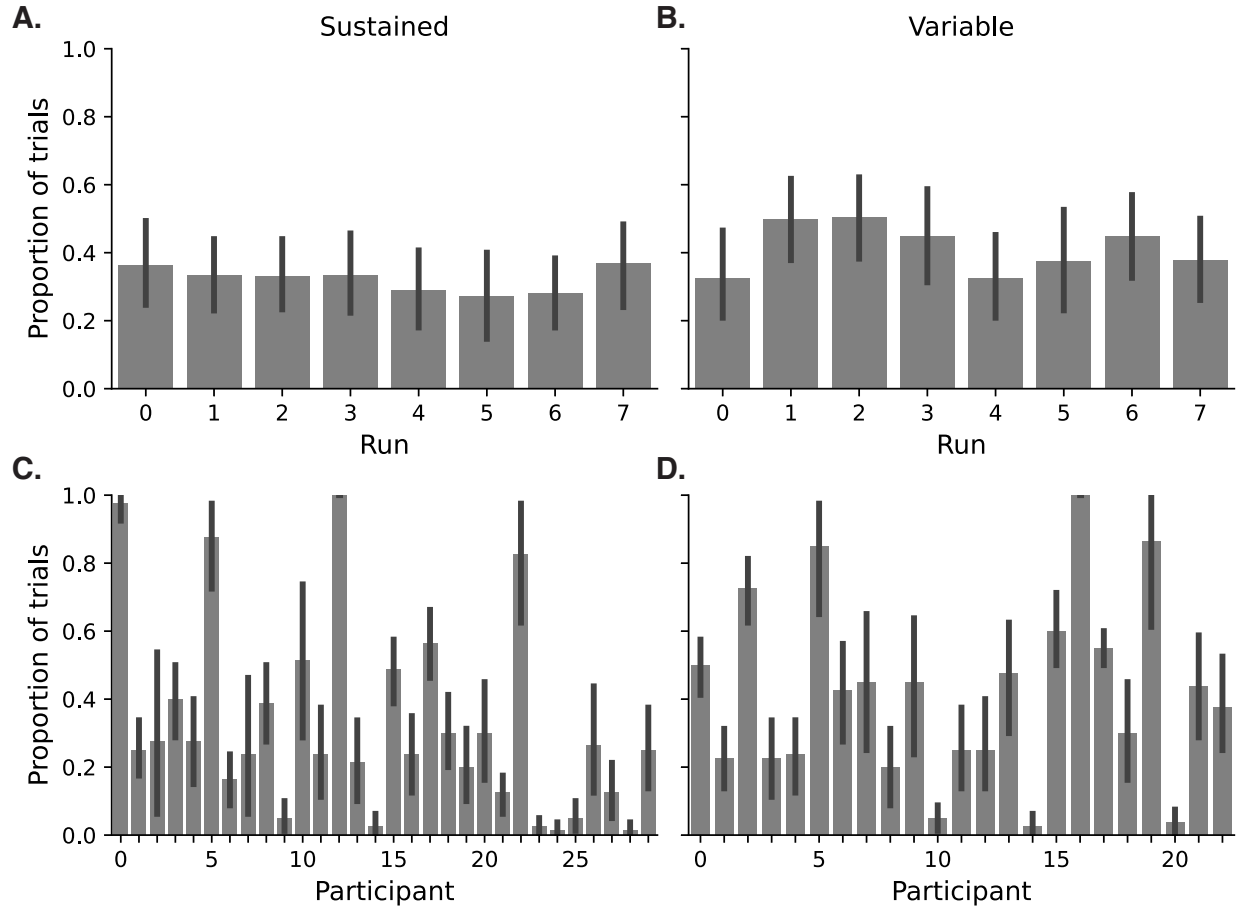 A.
Sustained
B.
Variable
Proportion of trials
1.0
0.8
0.6
0.4
0.2
0.0
0 1 2 3 4 5 6 7
Run
0 1 2 3 4 5 6 7
Run
C.
D.
Proportion of trials
1.0
0.8
0.6
0.4
0.2
0.0
0 5 10 15 20 25
Participant
0 5 10 15 20
Participant